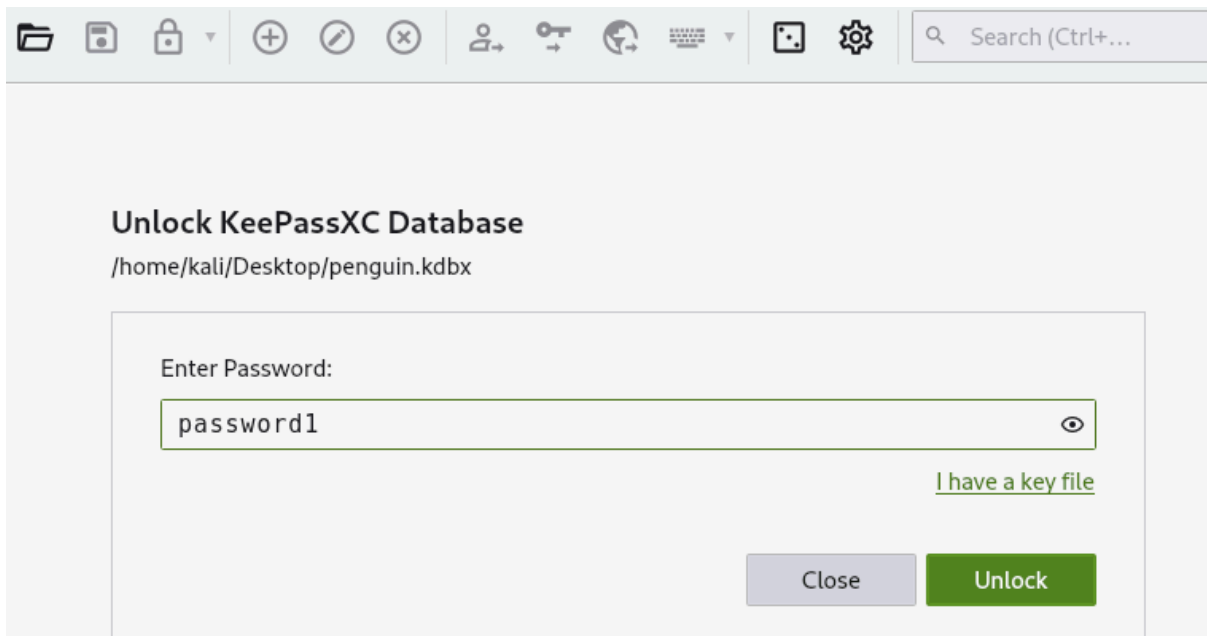 Search (Ctrl+...
Unlock KeePassXC Database
/home/kali/Desktop/penguin.kdbx
Enter Password:
password1
I have a key file
Close
Unlock